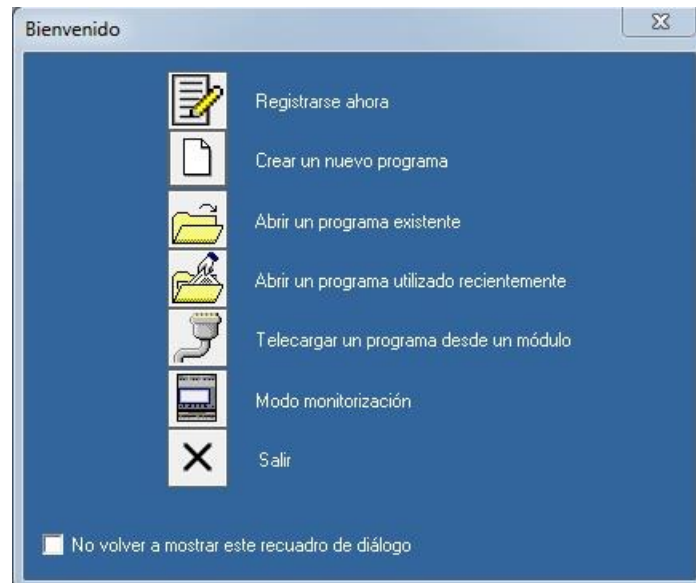 Bienvenido
Registrarse ahora
Crear un nuevo programa
Abrir un programa existente
Abrir un programa utilizado recientemente
Telecargar un programa desde un módulo
Modo monitorización
Salir
No volver a mostrar este recuadro de diálogo